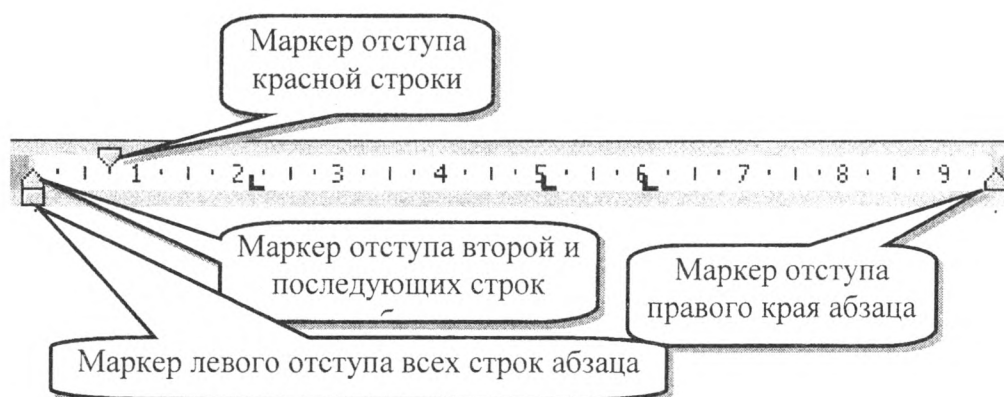 Маркер отступа
красной строки
1 2 3 4 5 6 7 8 9
Маркер отступа второй и
последующих строк
Маркер отступа
правого края абзаца
Маркер левого отступа всех строк абзаца